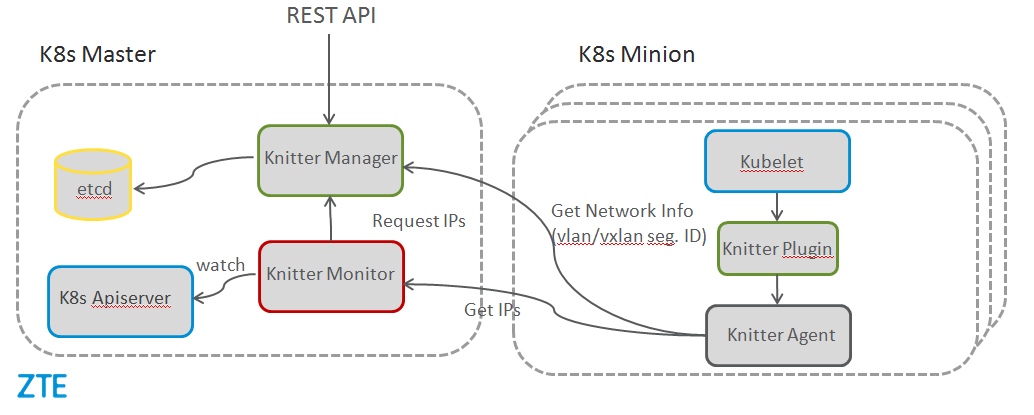 REST API
K8s Master
K8s Minion
Knitter Manager
etcd
Request IPs
watch
Knitter Monitor
K8s Apiserver
Get IPs
Get Network Info
(vlan/vxlan seg. ID)
Kubelet
Knitter Plugin
Knitter Agent
ZTE